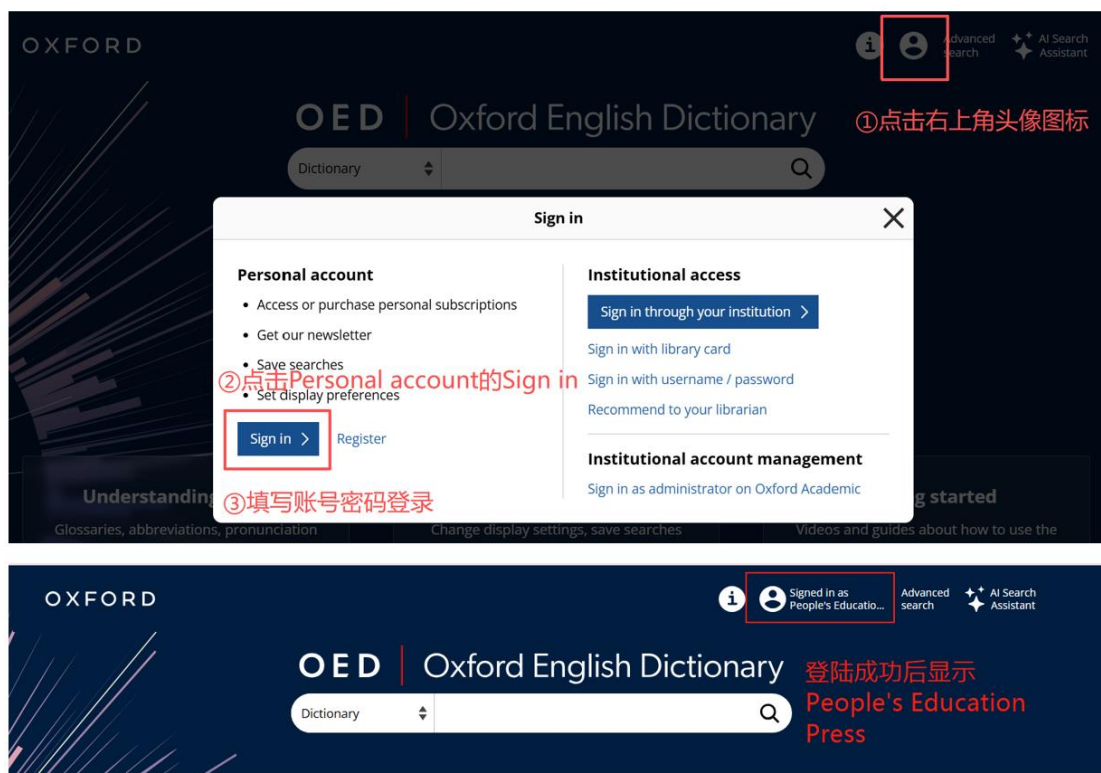 OXFORD
i
Advanced
search
AI Search
Assistant
OED Oxford English Dictionary
①点击右上角头像图标
Dictionary
Sign in
Personal account
• Access or purchase personal subscriptions
• Get our newsletter
• Save searches
②点击Personal account的Sign in
• Set display preferences
Sign in > Register
③填写账号密码登录
Institutional access
Sign in through your institution >
Sign in with library card
Sign in with username / password
Recommend to your librarian
Institutional account management
Sign in as administrator on Oxford Academic
Understanding
Glossaries, abbreviations, pronunciation
Change display settings, save searches
g started
Videos and guides about how to use the
OXFORD
i
Signed in as
People's Educatio...
Advanced
search
AI Search
Assistant
OED Oxford English Dictionary
Dictionary
登陆成功后显示
People's Education
Press